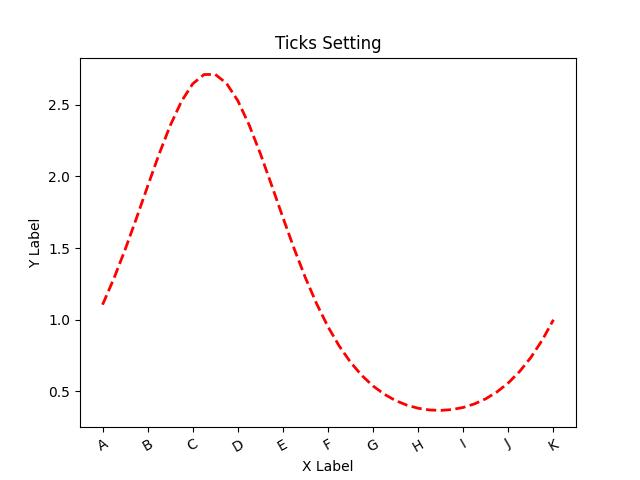 Ticks Setting
2.5
2.0
1.5
1.0
0.5
Y Label
A B C D E F G H I J K
X Label